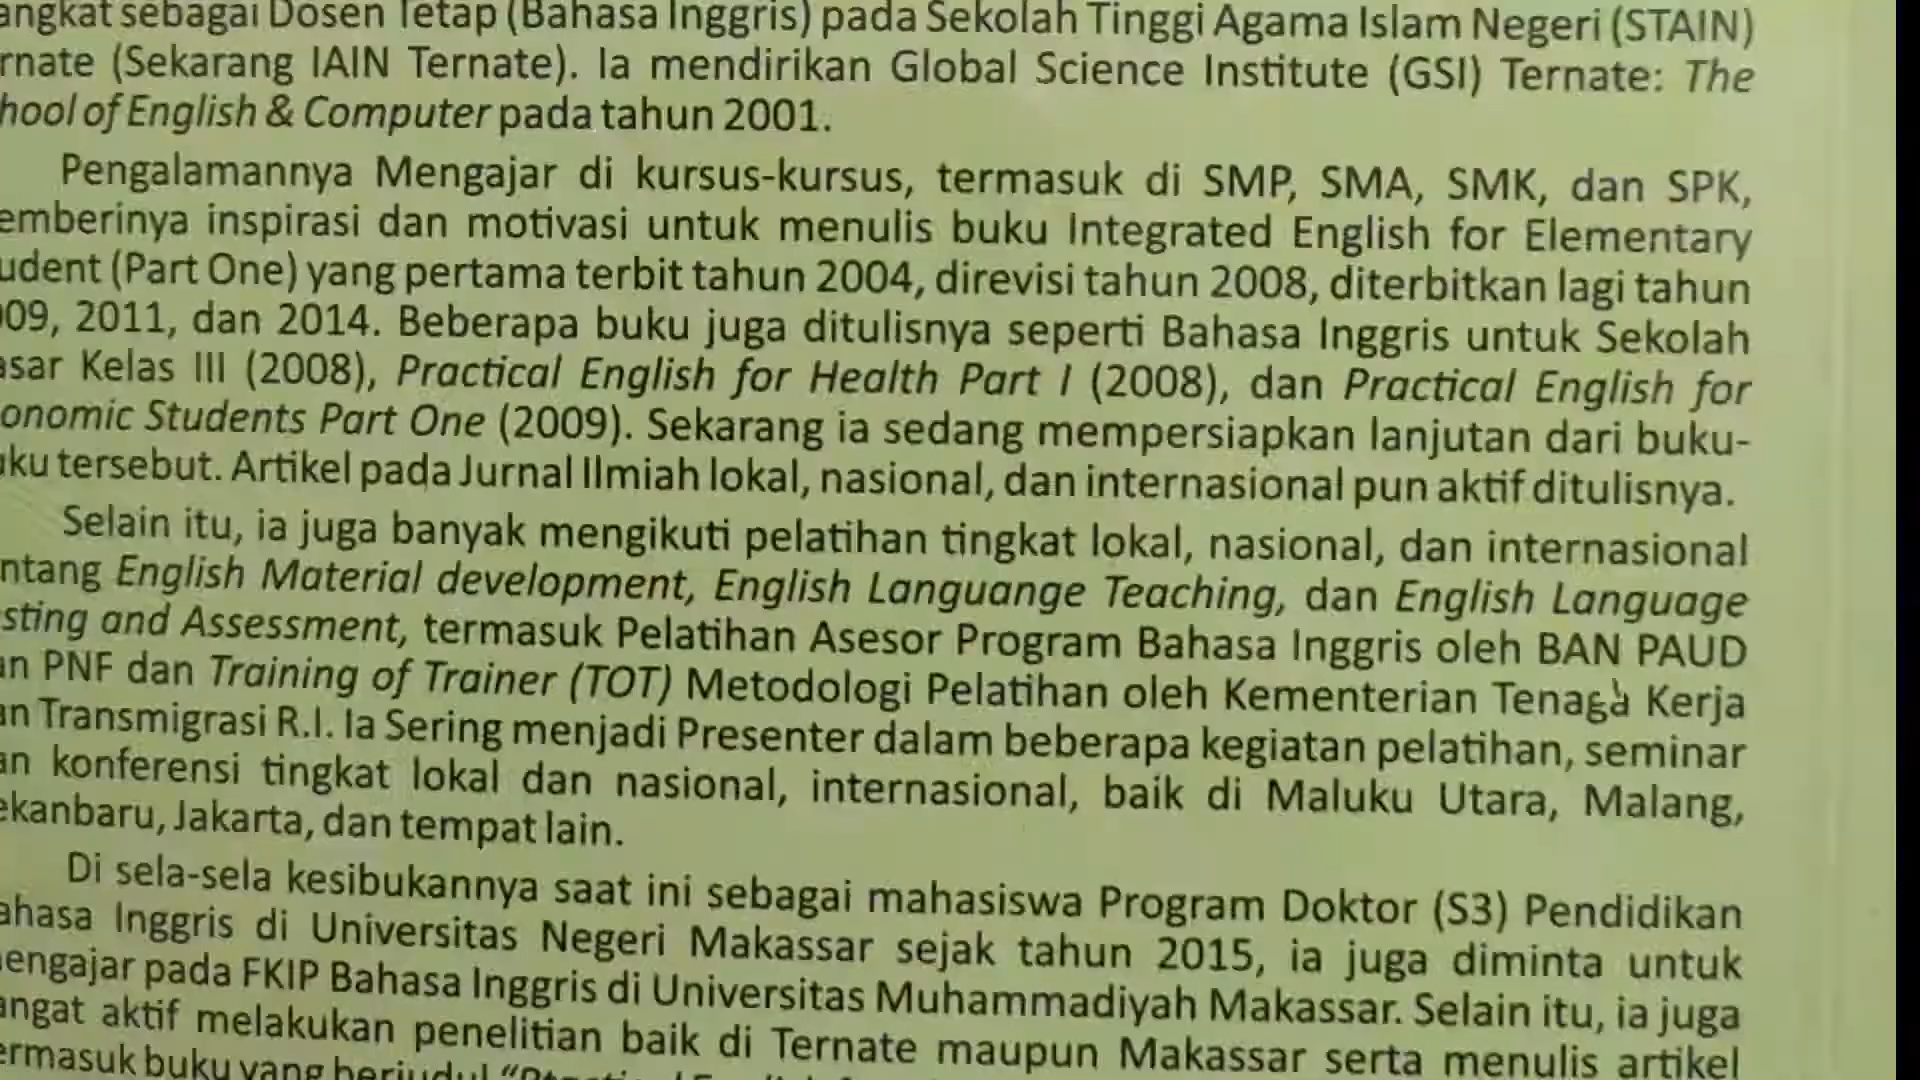 angkat sebagai Dosen Tetap (Bahasa Inggris) pada Sekolah Tinggi Agama Islam Negeri (STAIN)
rnate (Sekarang IAIN Ternate). Ia mendirikan Global Science Institute (GSI) Ternate: The
hool of English & Computer pada tahun 2001.
Pengalamannya Mengajar di kursus-kursus, termasuk di SMP, SMA, SMK, dan SPK,
emberinya inspirasi dan motivasi untuk menulis buku Integrated English for Elementary
udent (Part One) yang pertama terbit tahun 2004, direvisi tahun 2008, diterbitkan lagi tahun
09, 2011, dan 2014. Beberapa buku juga ditulisnya seperti Bahasa Inggris untuk Sekolah
asar Kelas III (2008), Practical English for Health Part I (2008), dan Practical English for
onomic Students Part One (2009). Sekarang ia sedang mempersiapkan lanjutan dari buku-
uku tersebut. Artikel pada Jurnal Ilmiah lokal, nasional, dan internasional pun aktif ditulisnya.
Selain itu, ia juga banyak mengikuti pelatihan tingkat lokal, nasional, dan internasional
ntang English Material development, English Languange Teaching, dan English Language
sting and Assessment, termasuk Pelatihan Asesor Program Bahasa Inggris oleh BAN PAUD
an PNF dan Training of Trainer (TOT) Metodologi Pelatihan oleh Kementerian Tenaga Kerja
an Transmigrasi R.I. Ia Sering menjadi Presenter dalam beberapa kegiatan pelatihan, seminar
an konferensi tingkat lokal dan nasional, internasional, baik di Maluku Utara, Malang,
ekanbaru, Jakarta, dan tempat lain.
Di sela-sela kesibukannya saat ini sebagai mahasiswa Program Doktor (S3) Pendidikan
ahasa Inggris di Universitas Negeri Makassar sejak tahun 2015, ia juga diminta untuk
engajar pada FKIP Bahasa Inggris di Universitas Muhammadiyah Makassar. Selain itu, ia juga
angat aktif melakukan penelitian baik di Ternate maupun Makassar serta menulis artikel
ermasuk buku yang berjudul